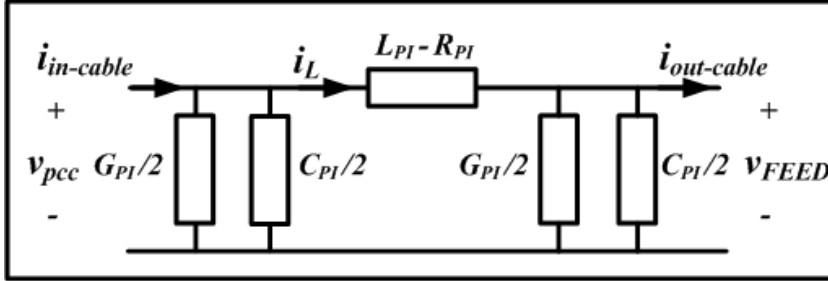 L_PI - R_PI
i_in-cable i_L i_out-cable
+ +
v_pcc G_PI/2 C_PI/2 G_PI/2 C_PI/2 v_FEED
- -